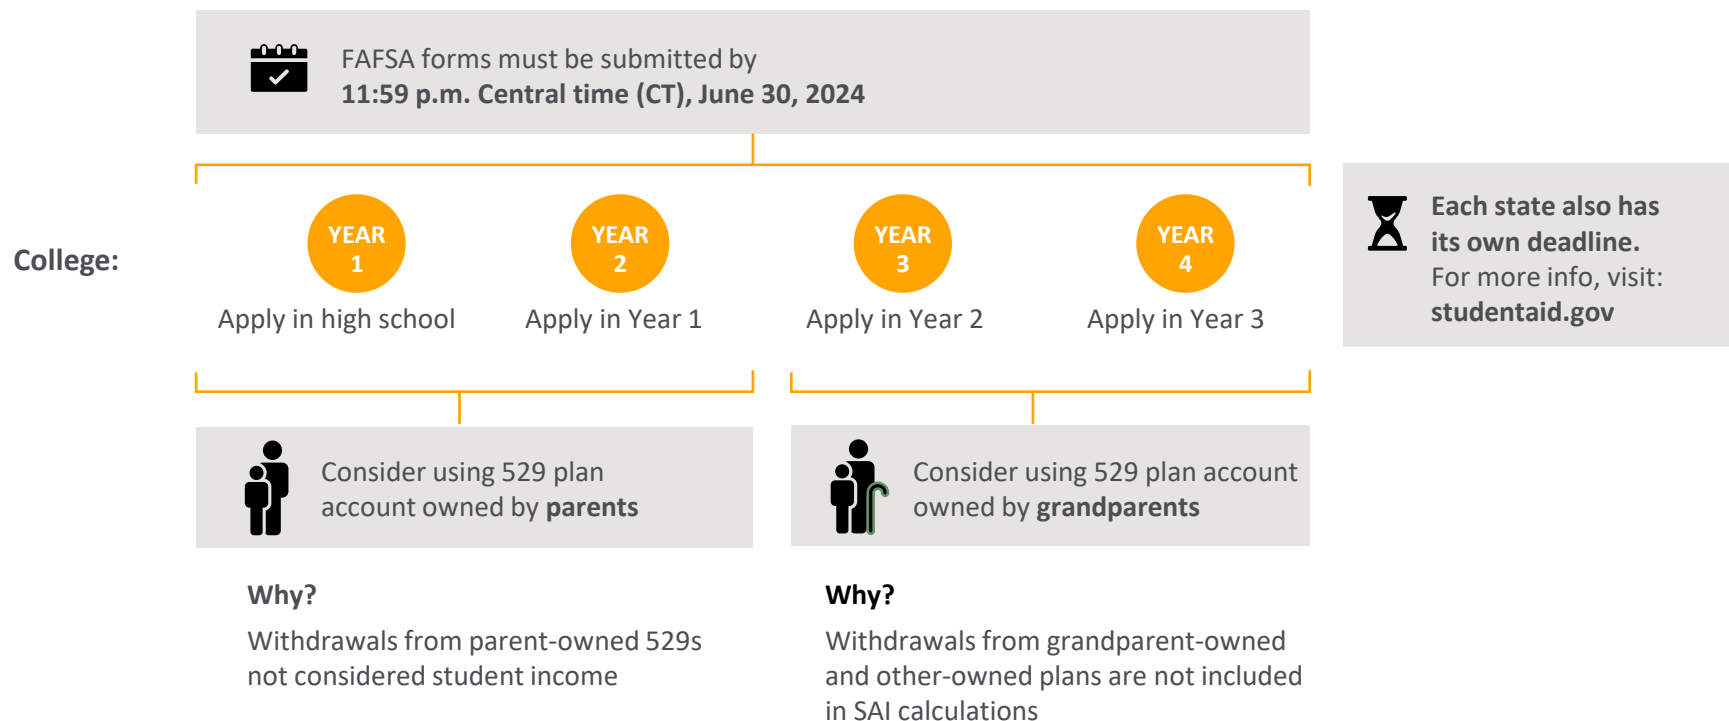 FAFSA forms must be submitted by
11:59 p.m. Central time (CT), June 30, 2024
College:
YEAR
1
Apply in high school
YEAR
2
Apply in Year 1
YEAR
3
Apply in Year 2
YEAR
4
Apply in Year 3
Each state also has
its own deadline.
For more info, visit:
studentaid.gov
Consider using 529 plan
account owned by parents
Why?
Withdrawals from parent-owned 529s
not considered student income
Consider using 529 plan account
owned by grandparents
Why?
Withdrawals from grandparent-owned
and other-owned plans are not included
in SAI calculations